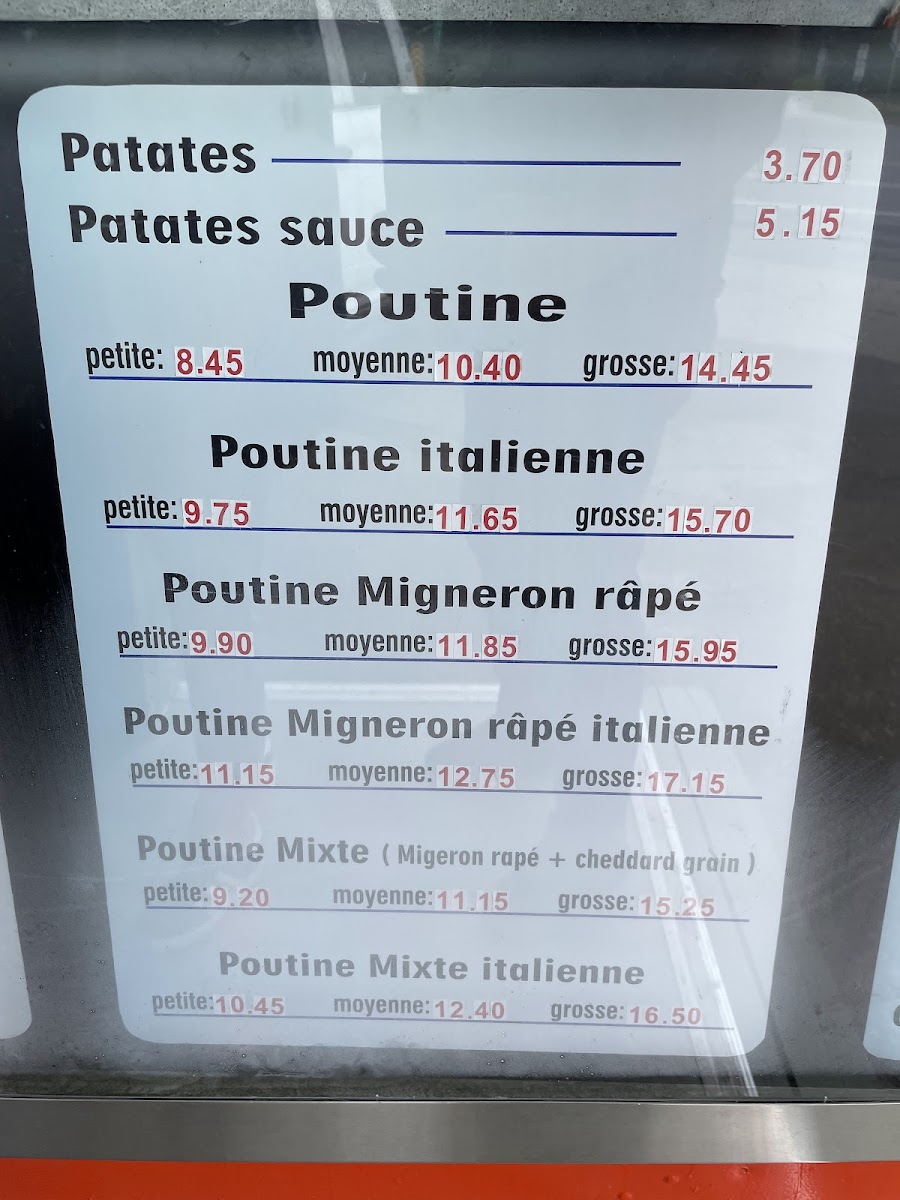 Patates 3.70
Patates sauce 5.15
Poutine
petite: 8.45 moyenne: 10.40 grosse: 14.45
Poutine italienne
petite: 9.75 moyenne: 11.65 grosse: 15.70
Poutine Migneron râpé
petite: 9.90 moyenne: 11.85 grosse: 15.95
Poutine Migneron râpé italienne
petite: 11.15 moyenne: 12.75 grosse: 17.15
Poutine Mixte ( Migeron rapé + cheddard grain )
petite: 9.20 moyenne: 11.15 grosse: 15.25
Poutine Mixte italienne
petite: 10.45 moyenne: 12.40 grosse: 16.50